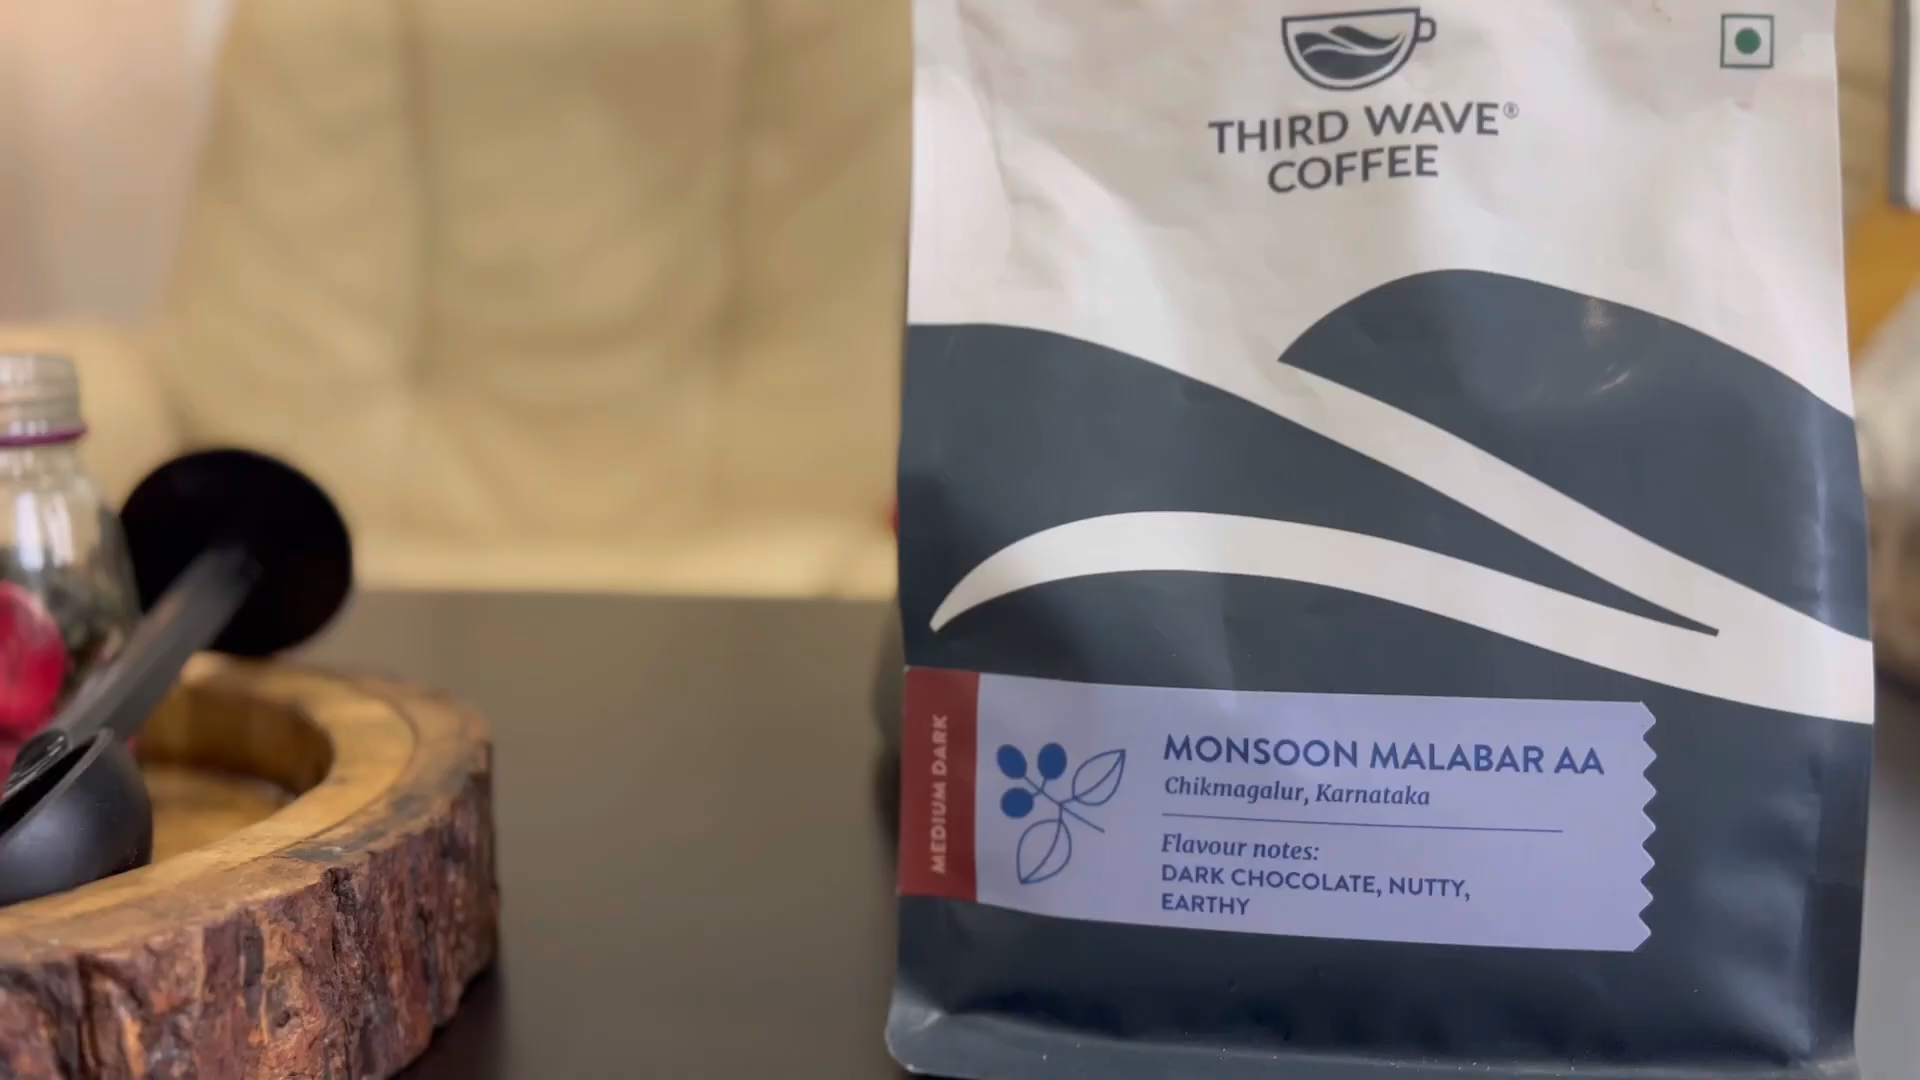 THIRD WAVE®
COFFEE
MEDIUM DARK
MONSOON MALABAR AA
Chikmagalur, Karnataka
Flavour notes:
DARK CHOCOLATE, NUTTY,
EARTHY